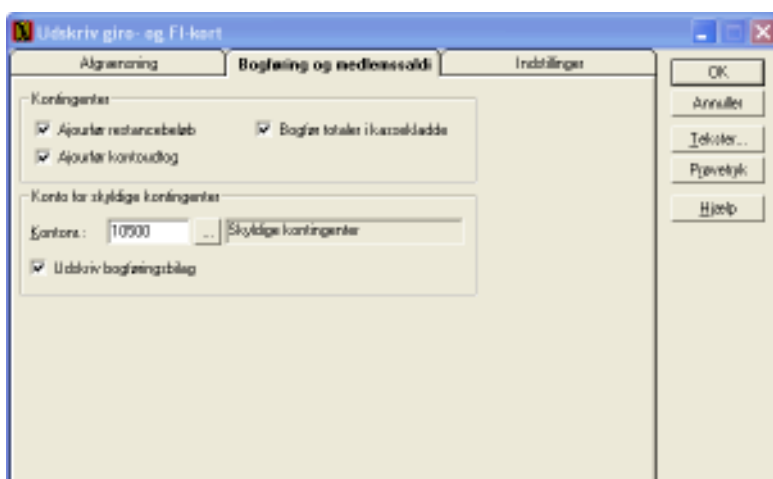 Udskriv giro- og FI-kort
Afgrænsning
Bogføring og medlemssaldi
Indstillinger
Kontingenter
Ajourfør restancebeløb
Bogfør totaler i kassekladde
Ajourfør kontoudtog
Konto for skyldige kontingenter
Kontonr.: 10500 ... Skyldige kontingenter
Udskriv bogføringsbilag
OK
Annuller
Tekster...
Prøvetryk
Hjælp